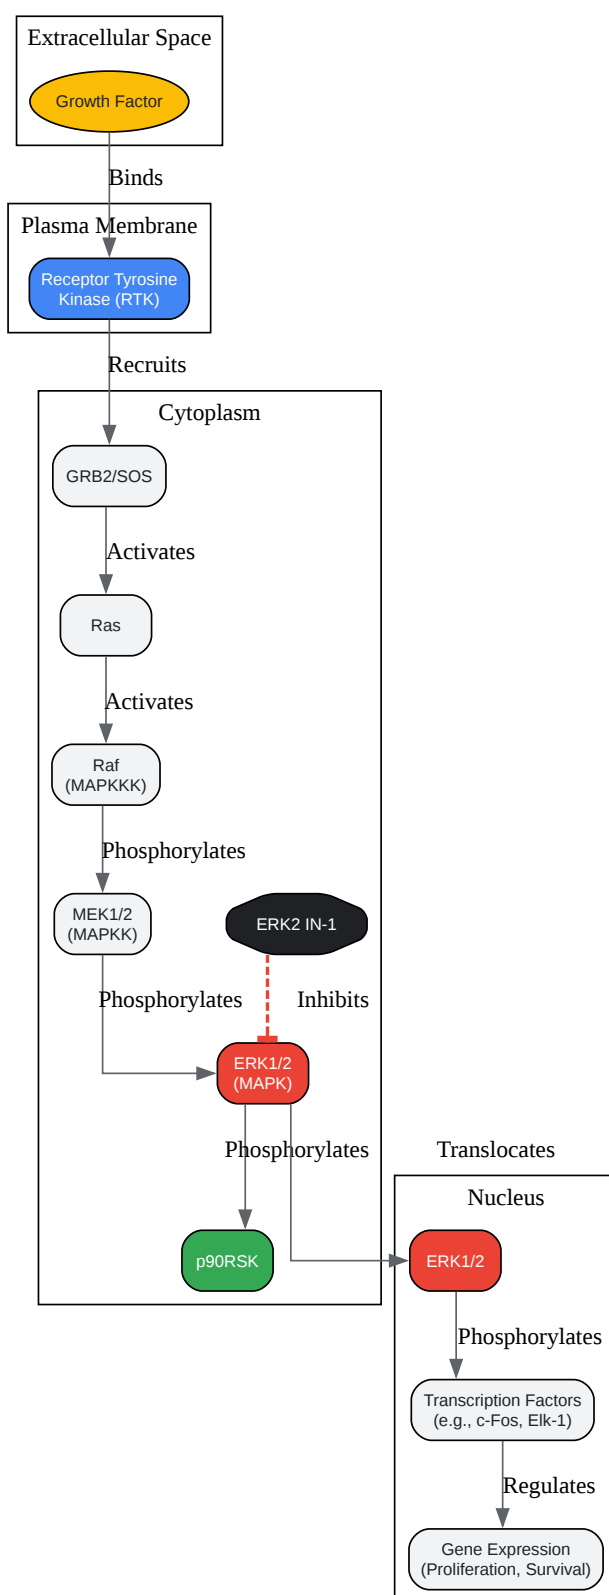 Extracellular Space
Growth Factor
Binds
Plasma Membrane
Receptor Tyrosine
Kinase (RTK)
Recruits
Cytoplasm
GRB2/SOS
Activates
Ras
Activates
Raf
(MAPKKK)
Phosphorylates
MEK1/2
(MAPKK)
ERK2 IN-1
Phosphorylates
Inhibits
ERK1/2
(MAPK)
Phosphorylates
Translocates
Nucleus
p90RSK
ERK1/2
Phosphorylates
Transcription Factors
(e.g., c-Fos, Elk-1)
Regulates
Gene Expression
(Proliferation, Survival)